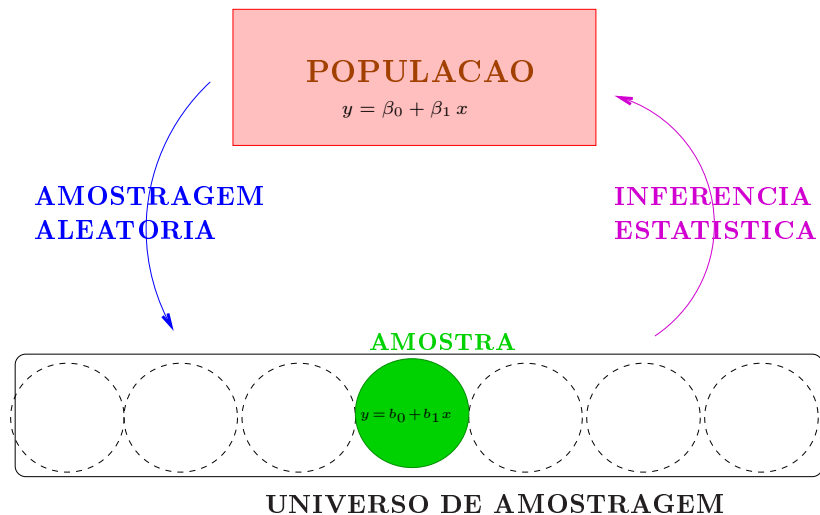 POPULACAO
y = β₀ + β₁ x
AMOSTRAGEM
ALEATORIA
INFERENCIA
ESTATISTICA
AMOSTRA
y = b₀ + b₁ x
UNIVERSO DE AMOSTRAGEM